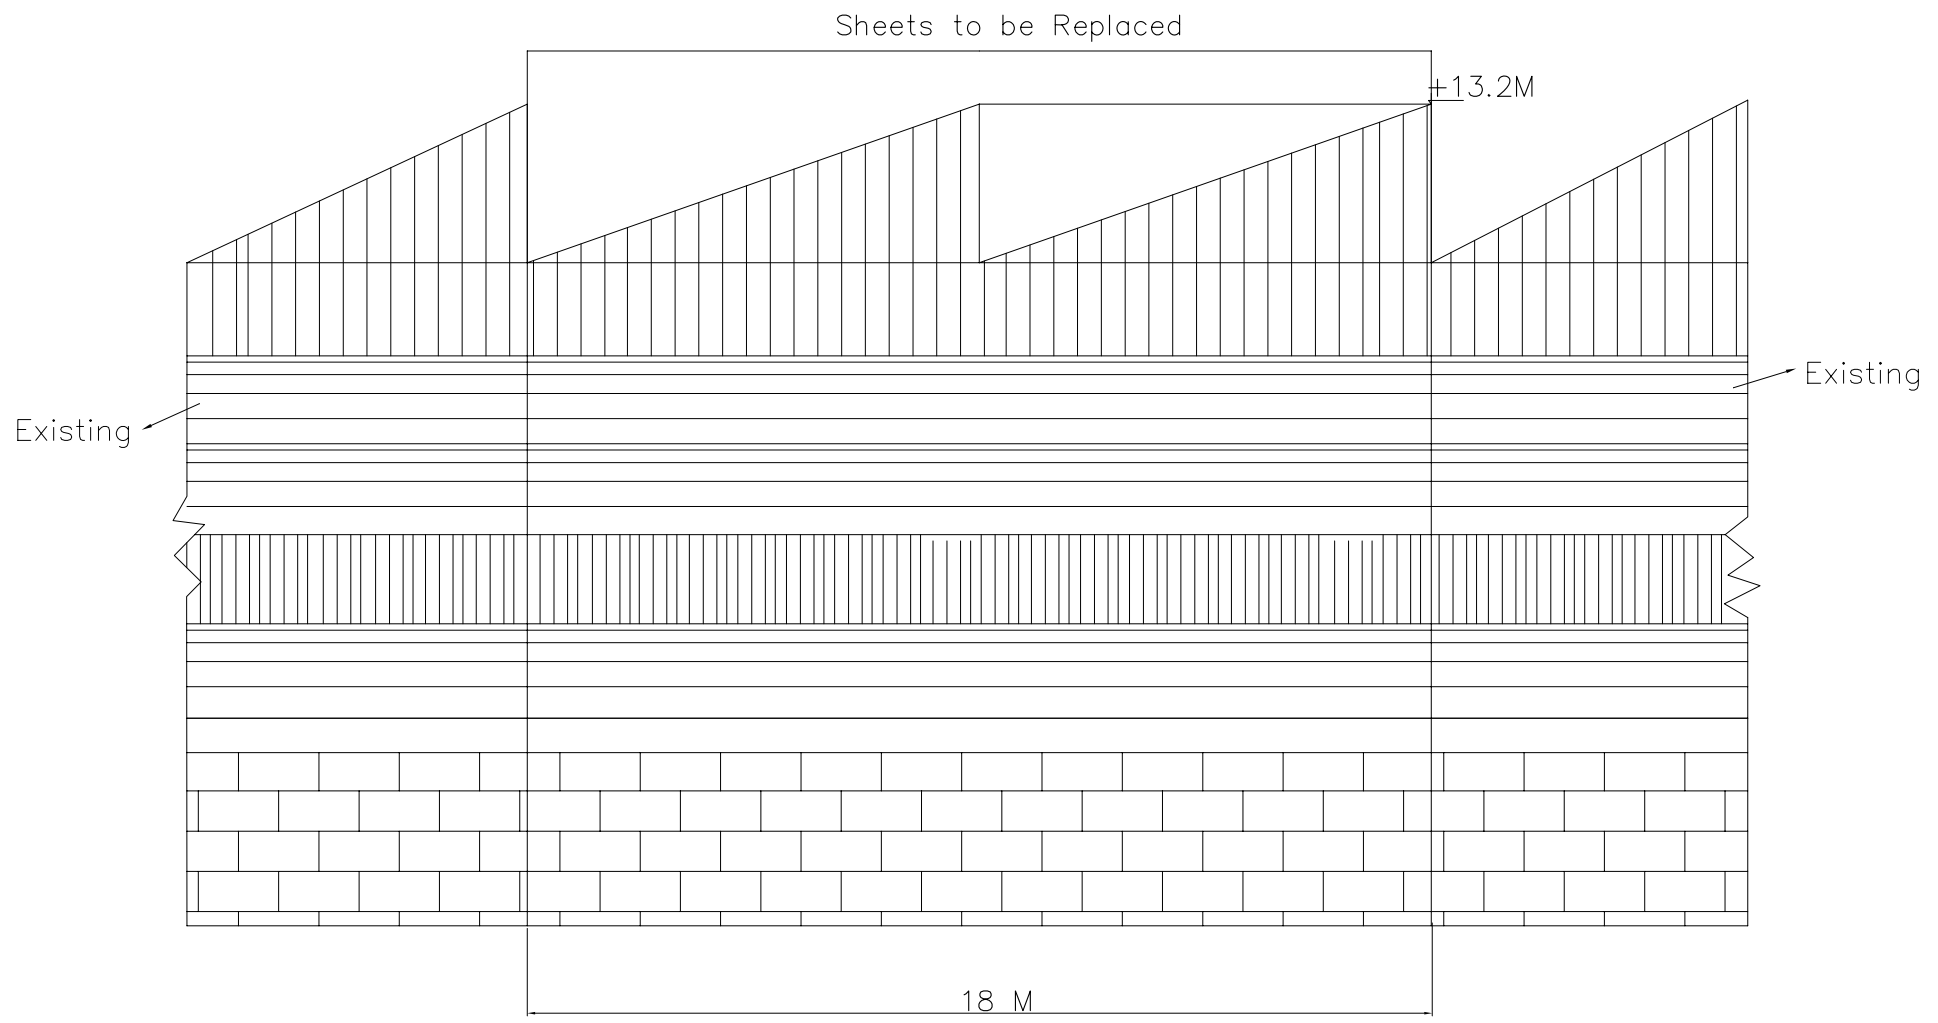 Sheets to be Replaced
+13.2M
Existing
Existing
18 M